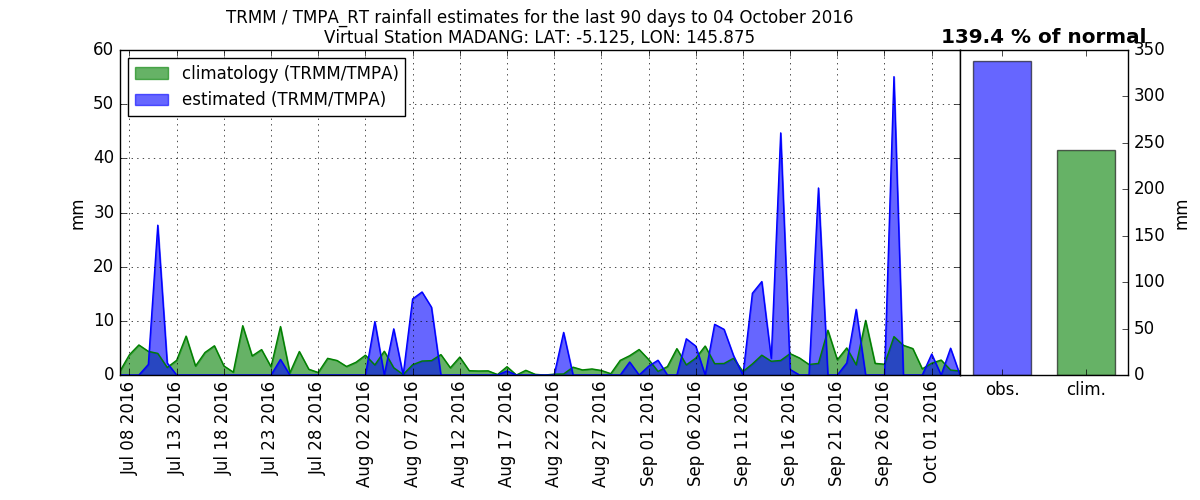 TRMM / TMPA_RT rainfall estimates for the last 90 days to 04 October 2016
Virtual Station MADANG: LAT: -5.125, LON: 145.875
139.4 % of normal
climatology (TRMM/TMPA)
estimated (TRMM/TMPA)
mm
60
50
40
30
20
10
0
Jul 08 2016
Jul 13 2016
Jul 18 2016
Jul 23 2016
Jul 28 2016
Aug 02 2016
Aug 07 2016
Aug 12 2016
Aug 17 2016
Aug 22 2016
Aug 27 2016
Sep 01 2016
Sep 06 2016
Sep 11 2016
Sep 16 2016
Sep 21 2016
Sep 26 2016
Oct 01 2016
obs.
clim.
350
300
250
200
150
100
50
0
mm